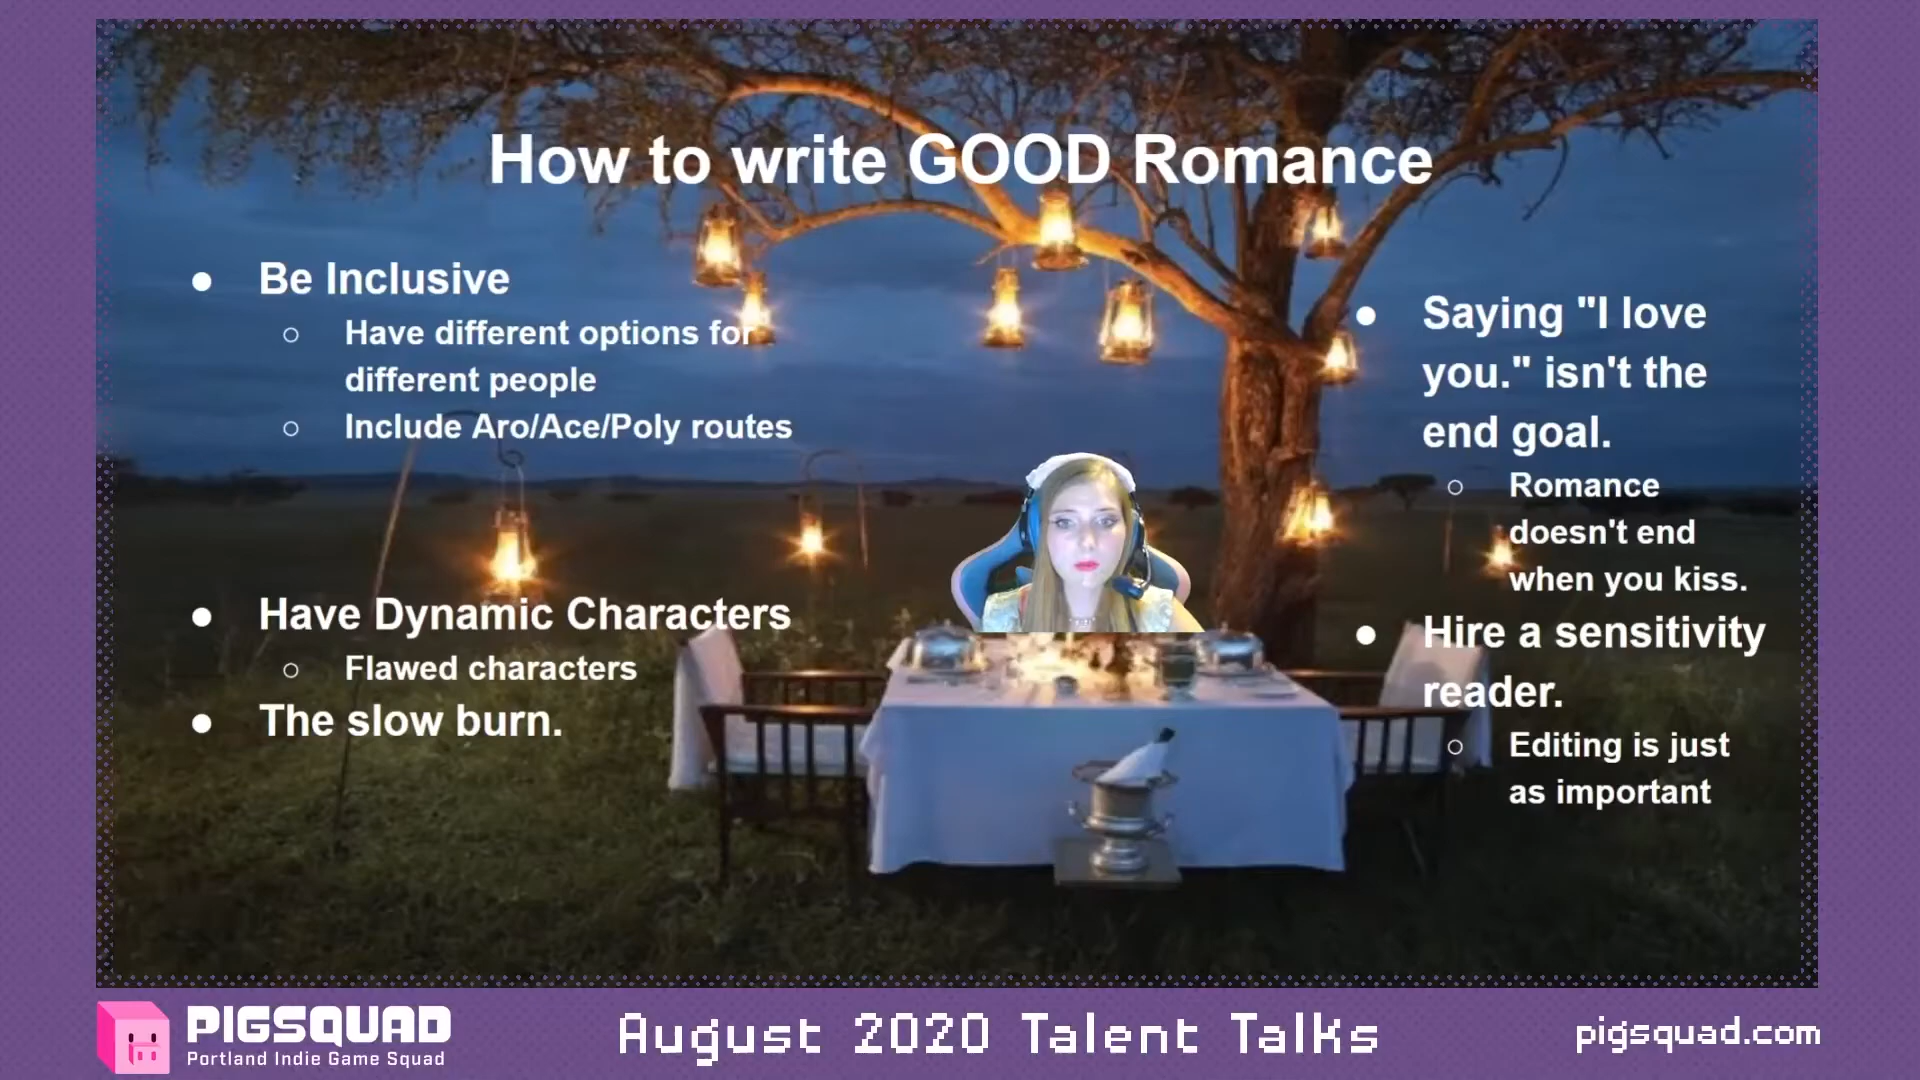 How to write GOOD Romance
● Be Inclusive
○ Have different options for
different people
○ Include Aro/Ace/Poly routes
● Have Dynamic Characters
○ Flawed characters
● The slow burn.
● Saying "I love
you." isn't the
end goal.
○ Romance
doesn't end
when you kiss.
● Hire a sensitivity
reader.
○ Editing is just
as important
PIGSQUAD
Portland Indie Game Squad
August 2020 Talent Talks
pigsquad.com